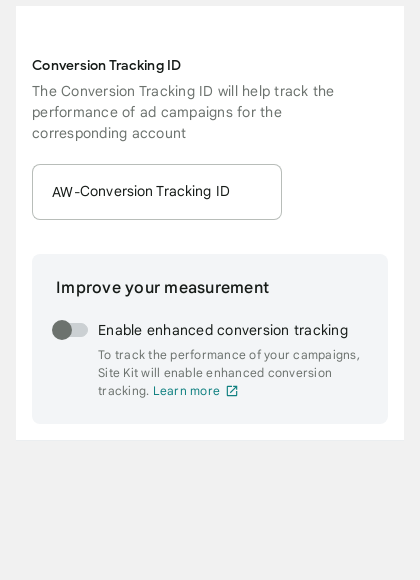 Conversion Tracking ID
The Conversion Tracking ID will help track the
performance of ad campaigns for the
corresponding account
AW-Conversion Tracking ID
Improve your measurement
Enable enhanced conversion tracking
To track the performance of your campaigns,
Site Kit will enable enhanced conversion
tracking. Learn more